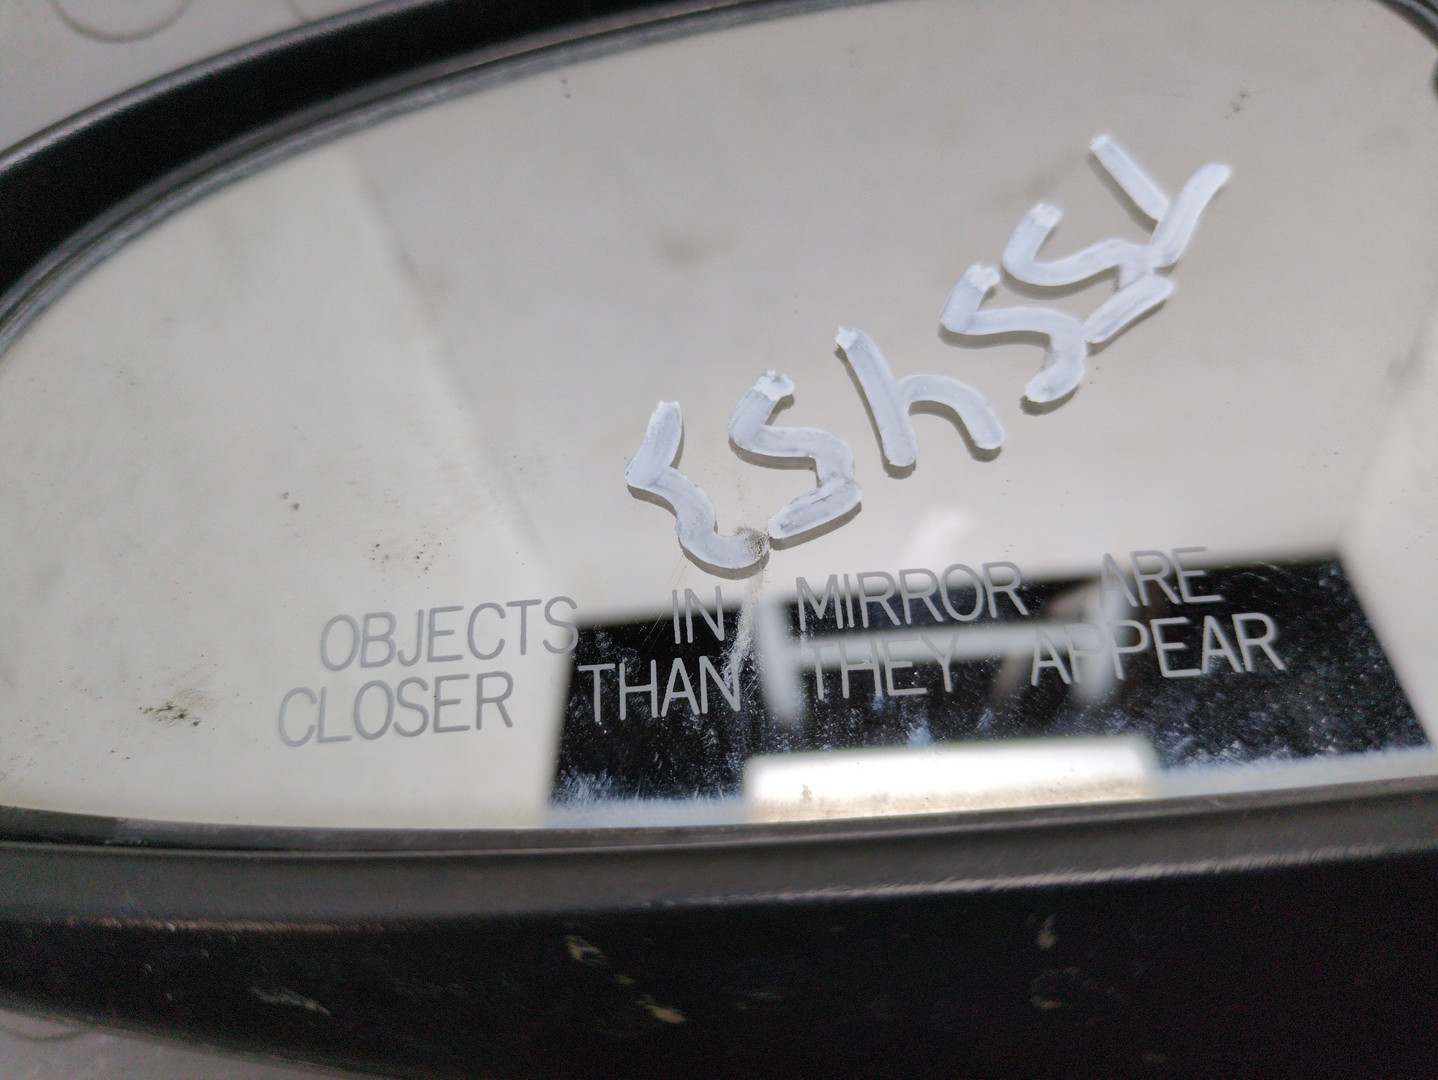 OBJECTS IN MIRROR ARE
CLOSER THAN THEY APPEAR